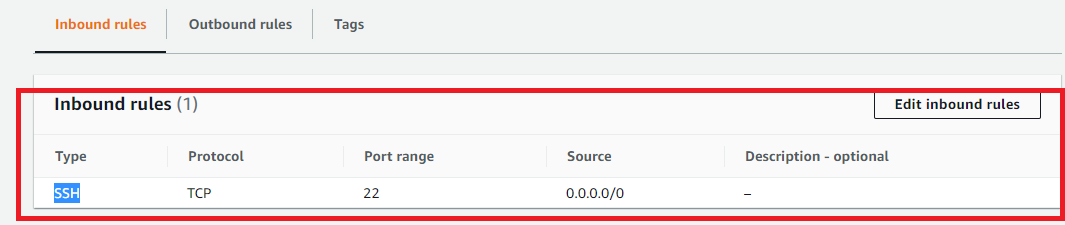 Inbound rules Outbound rules Tags
Inbound rules (1) Edit inbound rules
Type Protocol Port range Source Description - optional
SSH TCP 22 0.0.0.0/0 –